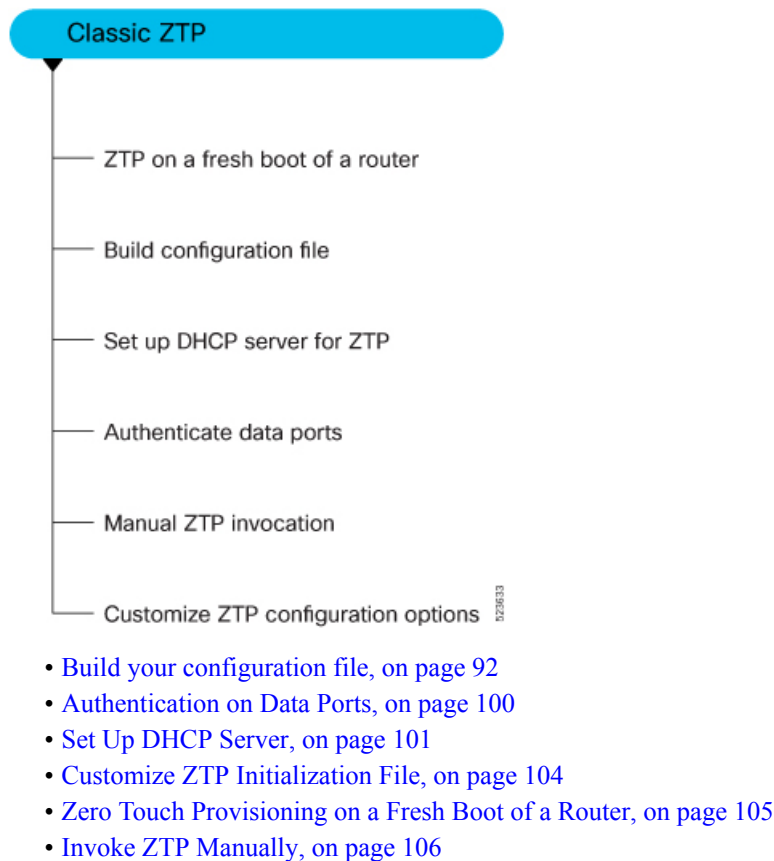 Classic ZTP
ZTP on a fresh boot of a router
Build configuration file
Set up DHCP server for ZTP
Authenticate data ports
Manual ZTP invocation
Customize ZTP configuration options
523633
• Build your configuration file, on page 92
• Authentication on Data Ports, on page 100
• Set Up DHCP Server, on page 101
• Customize ZTP Initialization File, on page 104
• Zero Touch Provisioning on a Fresh Boot of a Router, on page 105
• Invoke ZTP Manually, on page 106